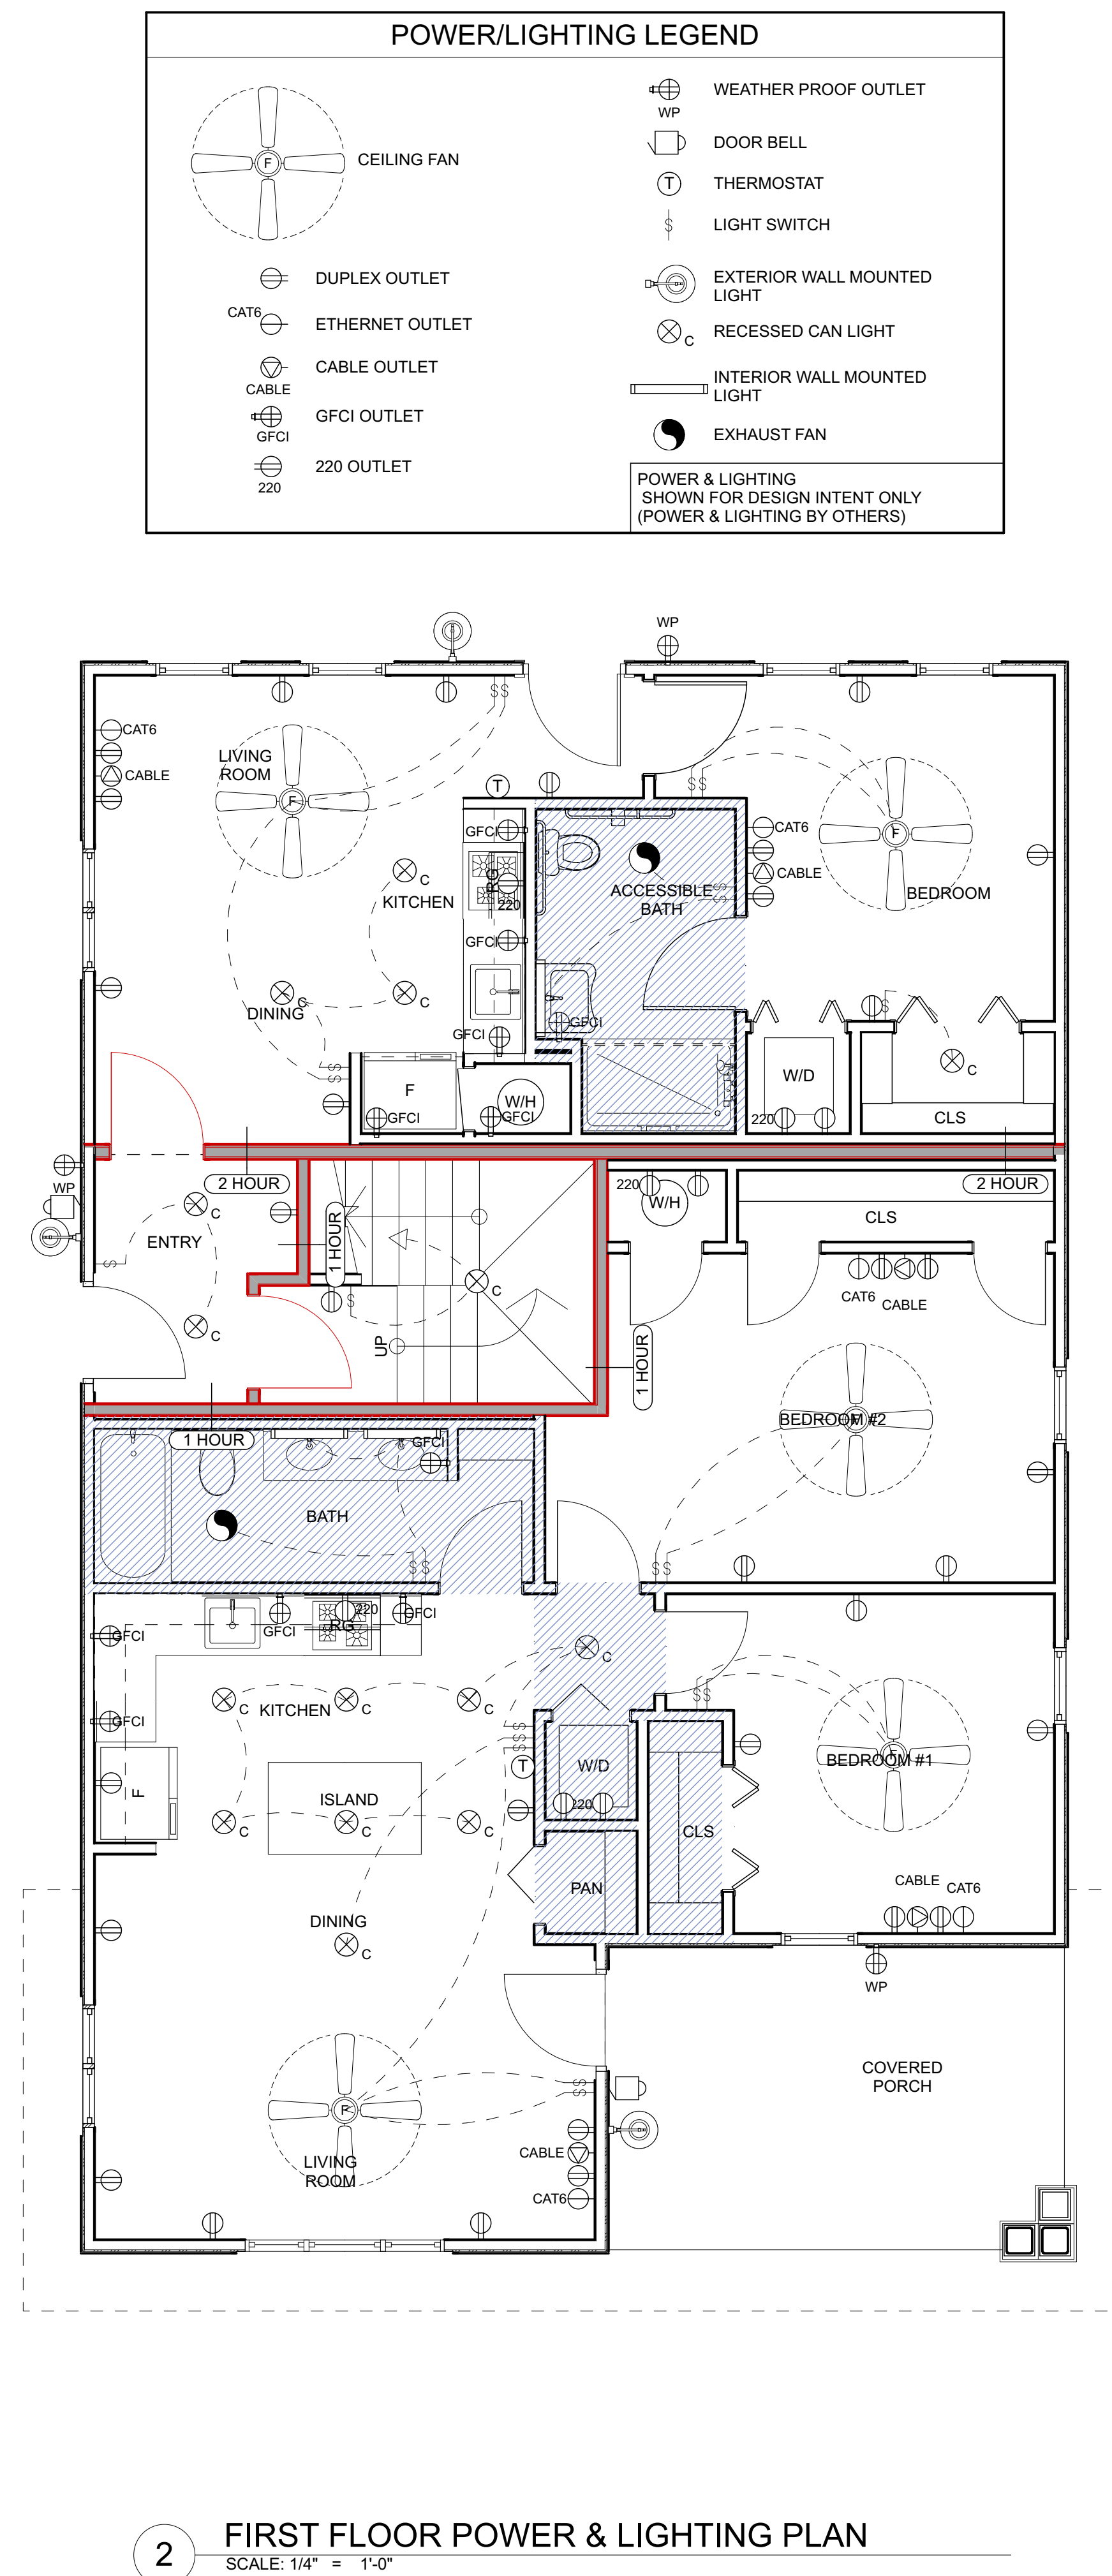 POWER/LIGHTING LEGEND
F
CEILING FAN
DUPLEX OUTLET
CAT6
ETHERNET OUTLET
CABLE OUTLET
CABLE
GFCI OUTLET
GFCI
220 OUTLET
220
WEATHER PROOF OUTLET
WP
DOOR BELL
T
THERMOSTAT
$
LIGHT SWITCH
EXTERIOR WALL MOUNTED
LIGHT
C
RECESSED CAN LIGHT
INTERIOR WALL MOUNTED
LIGHT
EXHAUST FAN
POWER & LIGHTING
SHOWN FOR DESIGN INTENT ONLY
(POWER & LIGHTING BY OTHERS)
WP
$$
CAT6
LIVING
ROOM
CABLE
F
T
$$
GFCI
CAT6
F
C
KITCHEN
RG
220
ACCESSIBLE
BATH
$
$
CABLE
BEDROOM
GFCI
C
DINING
C
GFCI
GFCI
$
$
$
F
GFCI
W/H
GFCI
W/D
220
C
CLS
2 HOUR
2 HOUR
WP
C
ENTRY
$
1 HOUR
220
W/H
CLS
C
$
C
UP
CAT6
CABLE
1 HOUR
BEDROOM #2
F
1 HOUR
GFCI
BATH
$$
$$
GFCI
GFCI
RG
220
GFCI
GFCI
C
C
KITCHEN
C
C
$$
$
$
$
T
F
ISLAND
C
C
C
W/D
220
BEDROOM #1
F
CLS
PAN
CABLE
CAT6
DINING
C
WP
COVERED
PORCH
$
$
F
LIVING
ROOM
CABLE
CAT6
2
FIRST FLOOR POWER & LIGHTING PLAN
SCALE: 1/4" = 1'-0"